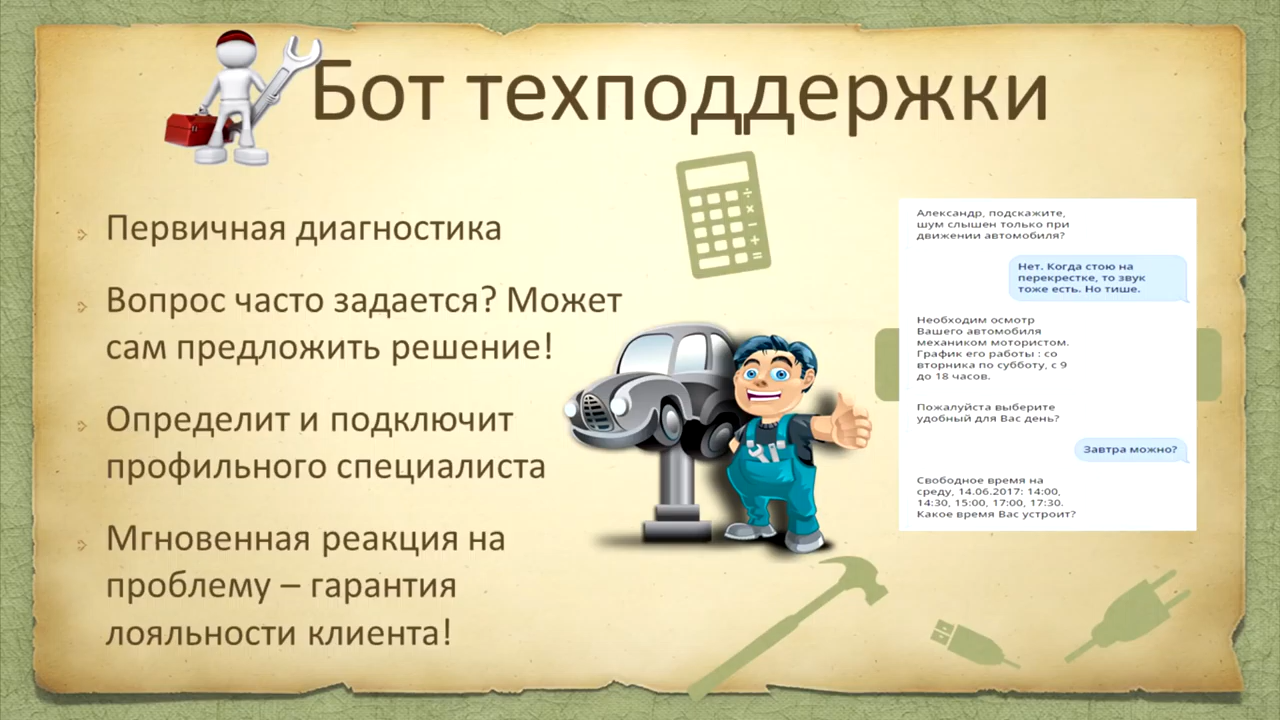 Бот техподдержки
Первичная диагностика
Вопрос часто задается? Может
сам предложить решение!
Определит и подключит
профильного специалиста
Мгновенная реакция на
проблему – гарантия
лояльности клиента!
Александр, подскажите,
шум слышен только при
движении автомобиля?
Нет. Когда стою на
перекрестке, то звук
тоже есть. Но тише.
Необходим осмотр
Вашего автомобиля
механиком мотористом.
График его работы : со
вторника по субботу, с 9
до 18 часов.
Пожалуйста выберите
удобный для Вас день?
Завтра можно?
Свободное время на
среду, 14.06.2017: 14:00,
14:30, 15:00, 17:00, 17:30.
Какое время Вас устроит?